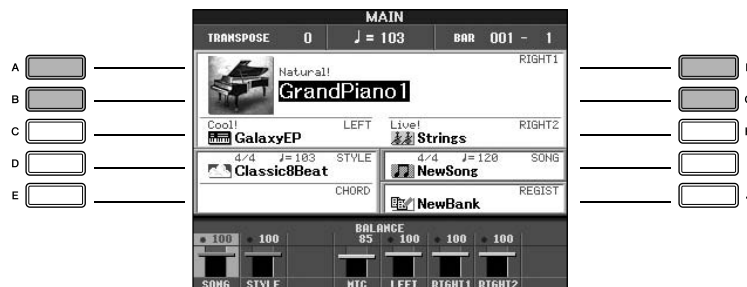 MAIN
TRANSPOSE 0 ♩= 103 BAR 001 - 1
RIGHT1
Natural!
GrandPiano1
Cool! LEFT Live! RIGHT2
GalaxyEP Strings
4/4 ♩= 103 STYLE 4/4 ♩= 120 SONG
Classic8Beat NewSong
CHORD REGIST
NewBank
BALANCE
100 100 85 100 100 100
SONG STYLE MIC LEFT RIGHT1 RIGHT2
A
B
C
D
E